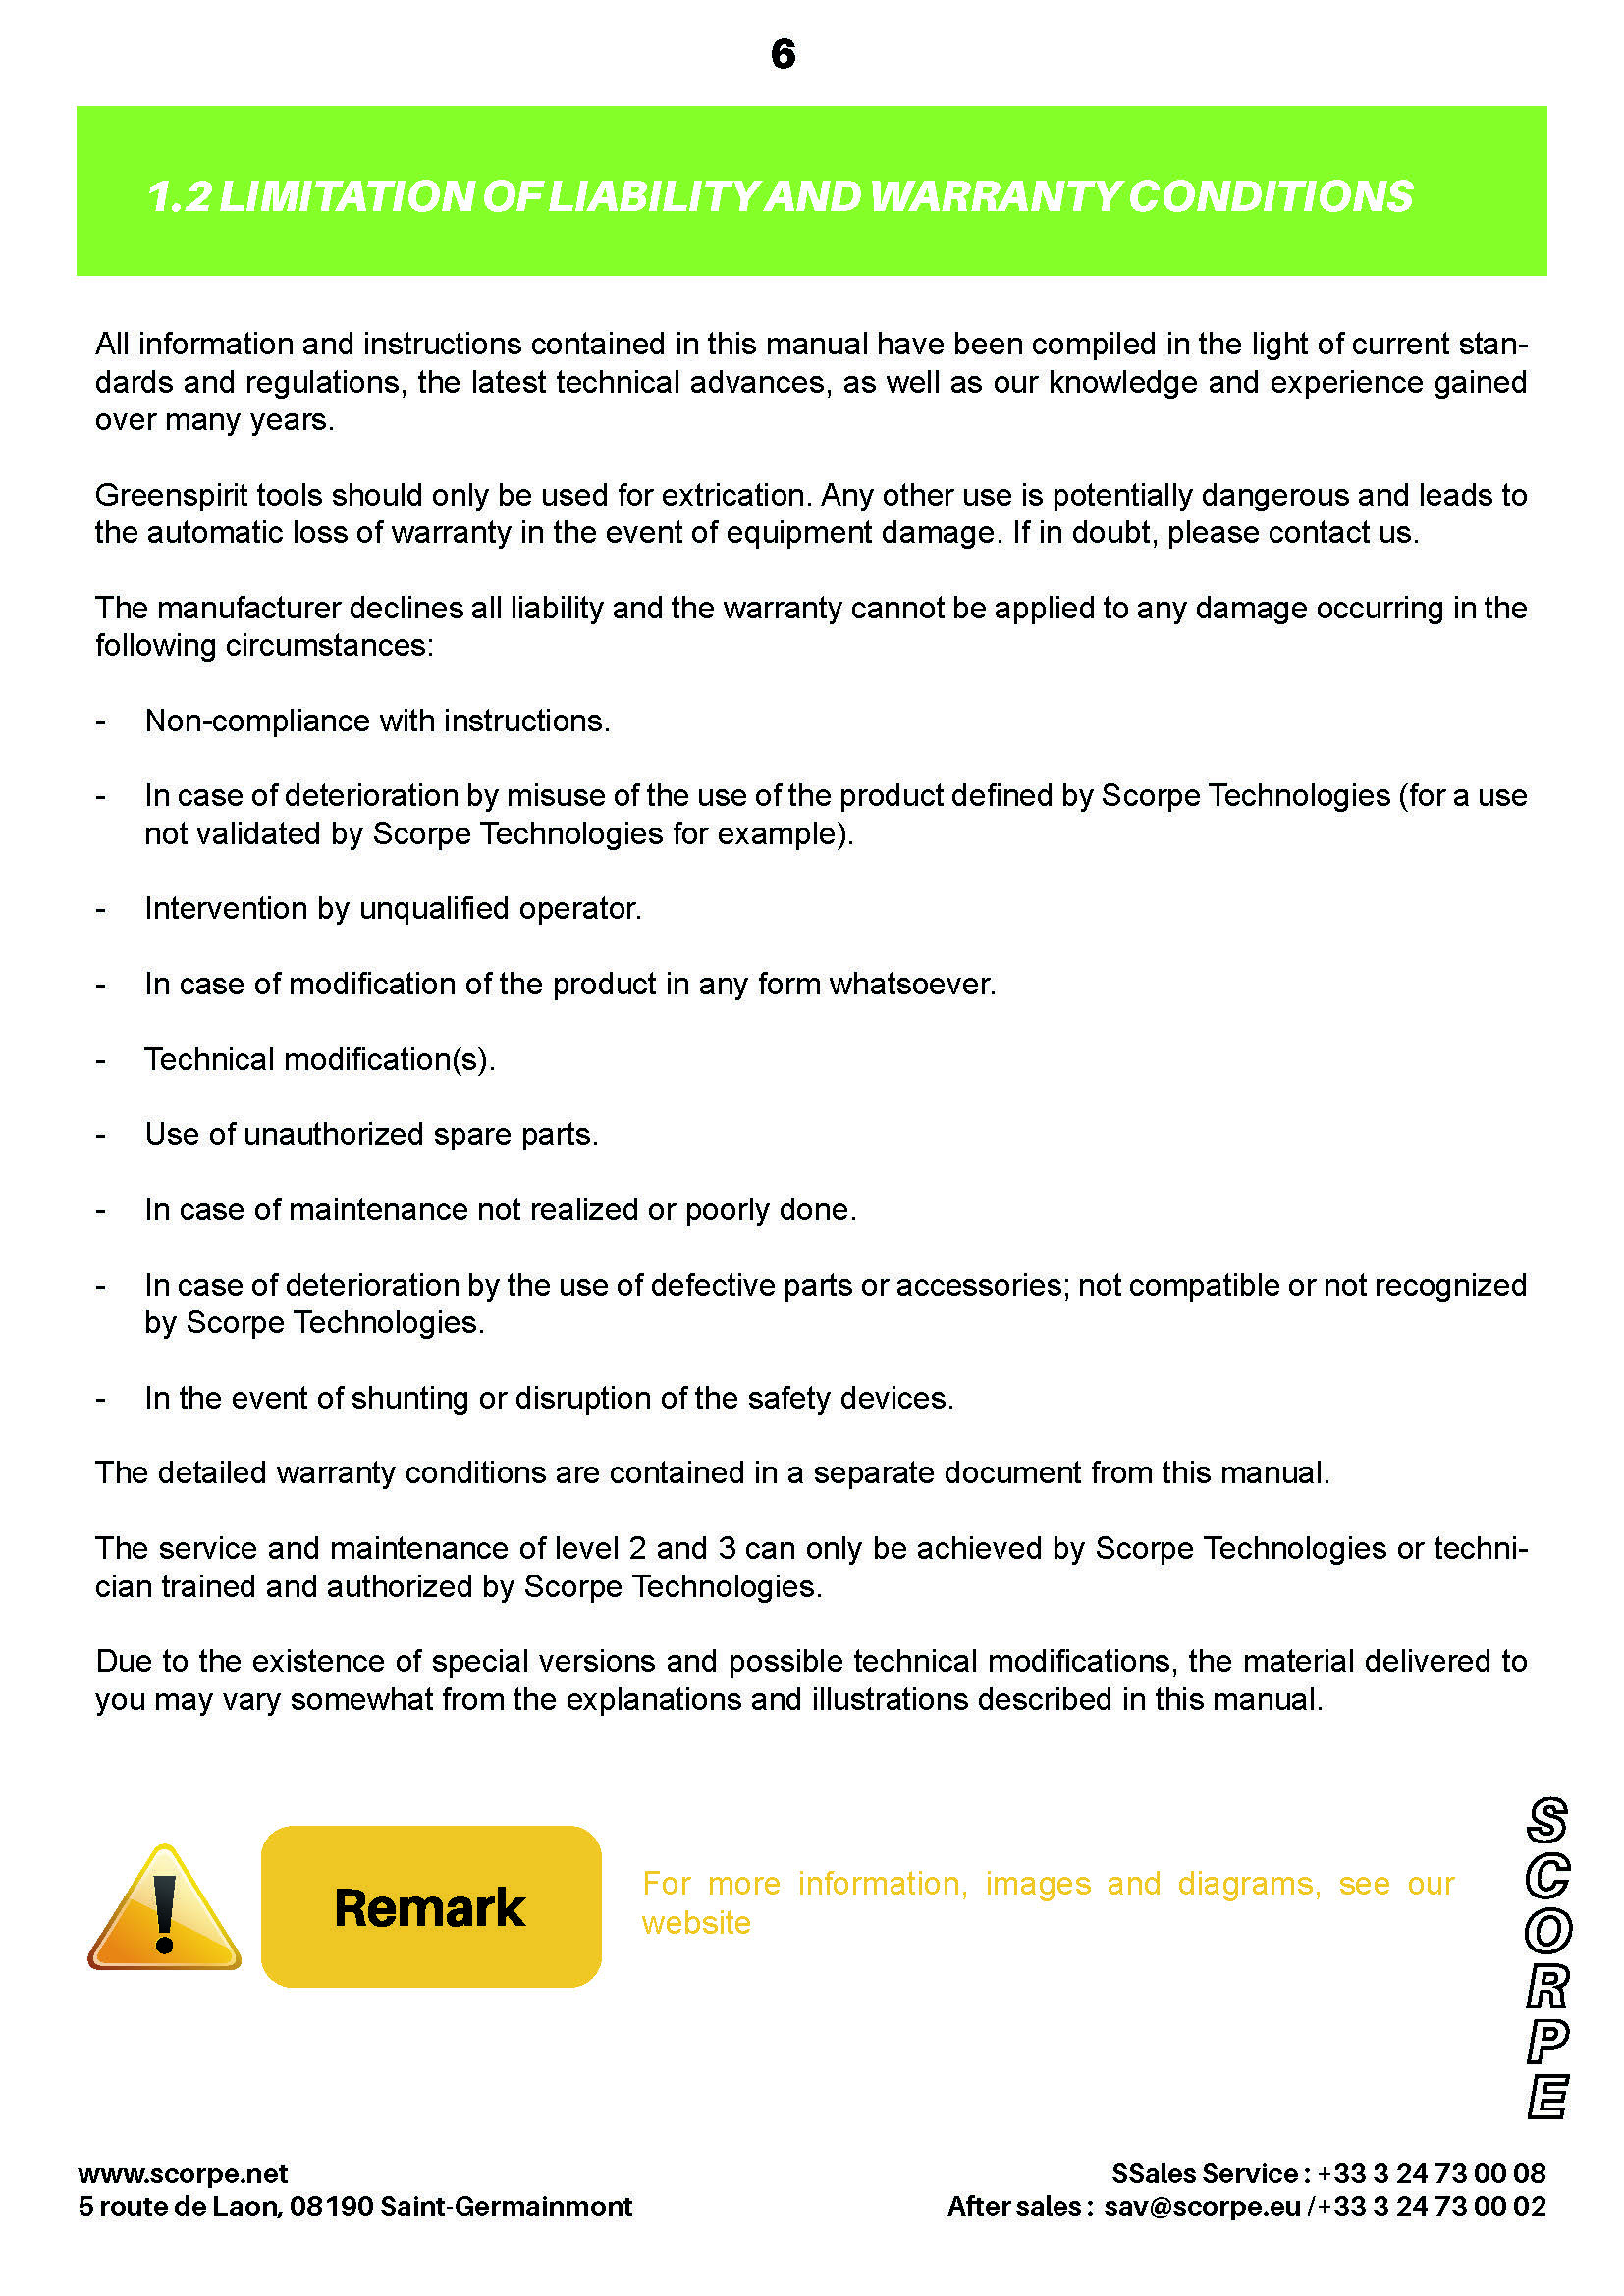 6
1.2 LIMITATION OF LIABILITY AND WARRANTY CONDITIONS
All information and instructions contained in this manual have been compiled in the light of current stan-
dards and regulations, the latest technical advances, as well as our knowledge and experience gained
over many years.
Greenspirit tools should only be used for extrication. Any other use is potentially dangerous and leads to
the automatic loss of warranty in the event of equipment damage. If in doubt, please contact us.
The manufacturer declines all liability and the warranty cannot be applied to any damage occurring in the
following circumstances:
- Non-compliance with instructions.
- In case of deterioration by misuse of the use of the product defined by Scorpe Technologies (for a use
not validated by Scorpe Technologies for example).
- Intervention by unqualified operator.
- In case of modification of the product in any form whatsoever.
- Technical modification(s).
- Use of unauthorized spare parts.
- In case of maintenance not realized or poorly done.
- In case of deterioration by the use of defective parts or accessories; not compatible or not recognized
by Scorpe Technologies.
- In the event of shunting or disruption of the safety devices.
The detailed warranty conditions are contained in a separate document from this manual.
The service and maintenance of level 2 and 3 can only be achieved by Scorpe Technologies or techni-
cian trained and authorized by Scorpe Technologies.
Due to the existence of special versions and possible technical modifications, the material delivered to
you may vary somewhat from the explanations and illustrations described in this manual.
Remark
For more information, images and diagrams, see our
website
SCORPE
www.scorpe.net
5 route de Laon, 08190 Saint-Germainmont
SSales Service : +33 3 24 73 00 08
After sales : sav@scorpe.eu /+33 3 24 73 00 02